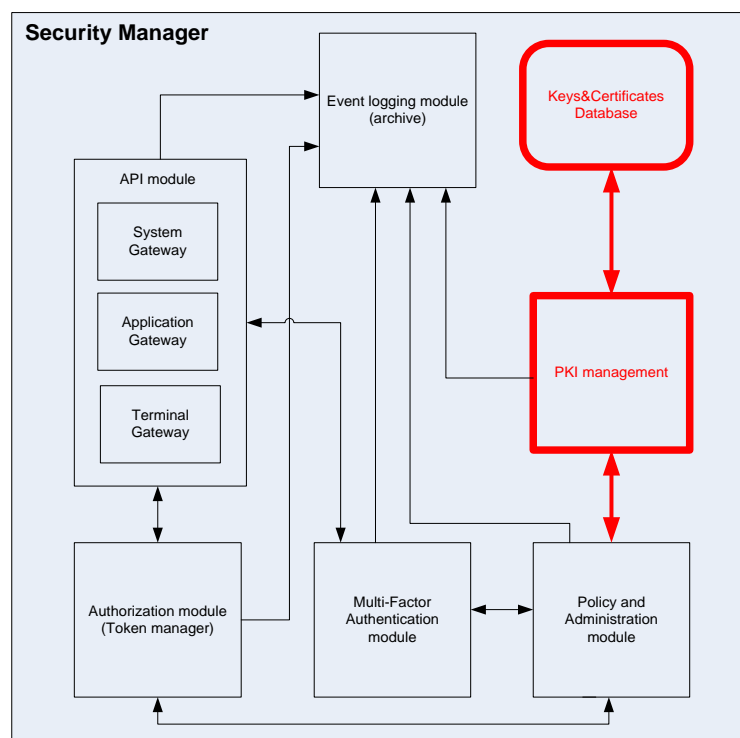 Security Manager
Event logging module
(archive)
Keys&Certificates
Database
API module
System
Gateway
Application
Gateway
PKI management
Terminal
Gateway
Authorization module
(Token manager)
Multi-Factor
Authentication
module
Policy and
Administration
module